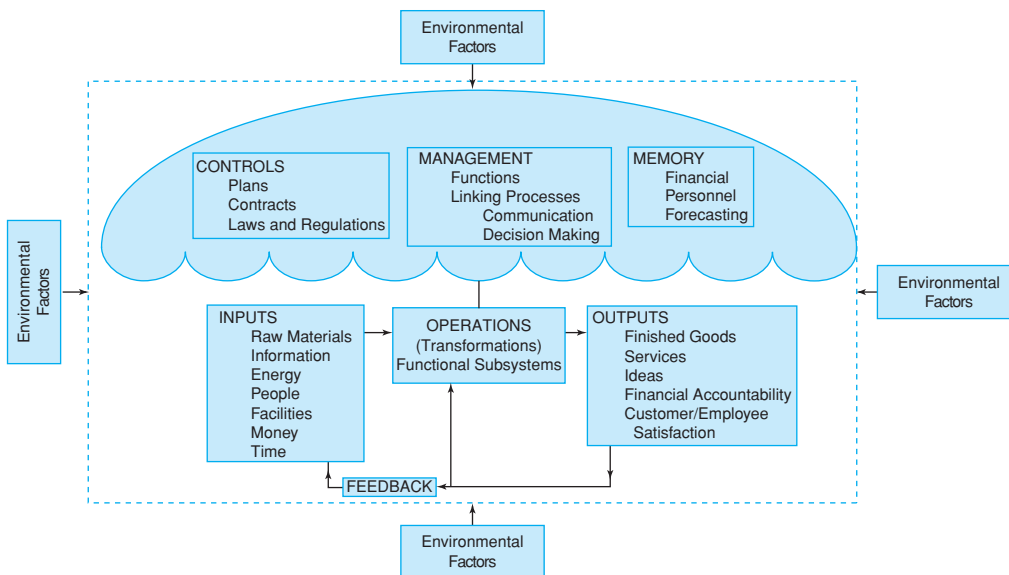 Environmental
Factors
CONTROLS
Plans
Contracts
Laws and Regulations
MANAGEMENT
Functions
Linking Processes
Communication
Decision Making
MEMORY
Financial
Personnel
Forecasting
Environmental
Factors
Environmental
Factors
INPUTS
Raw Materials
Information
Energy
People
Facilities
Money
Time
OPERATIONS
(Transformations)
Functional Subsystems
OUTPUTS
Finished Goods
Services
Ideas
Financial Accountability
Customer/Employee
Satisfaction
FEEDBACK
Environmental
Factors